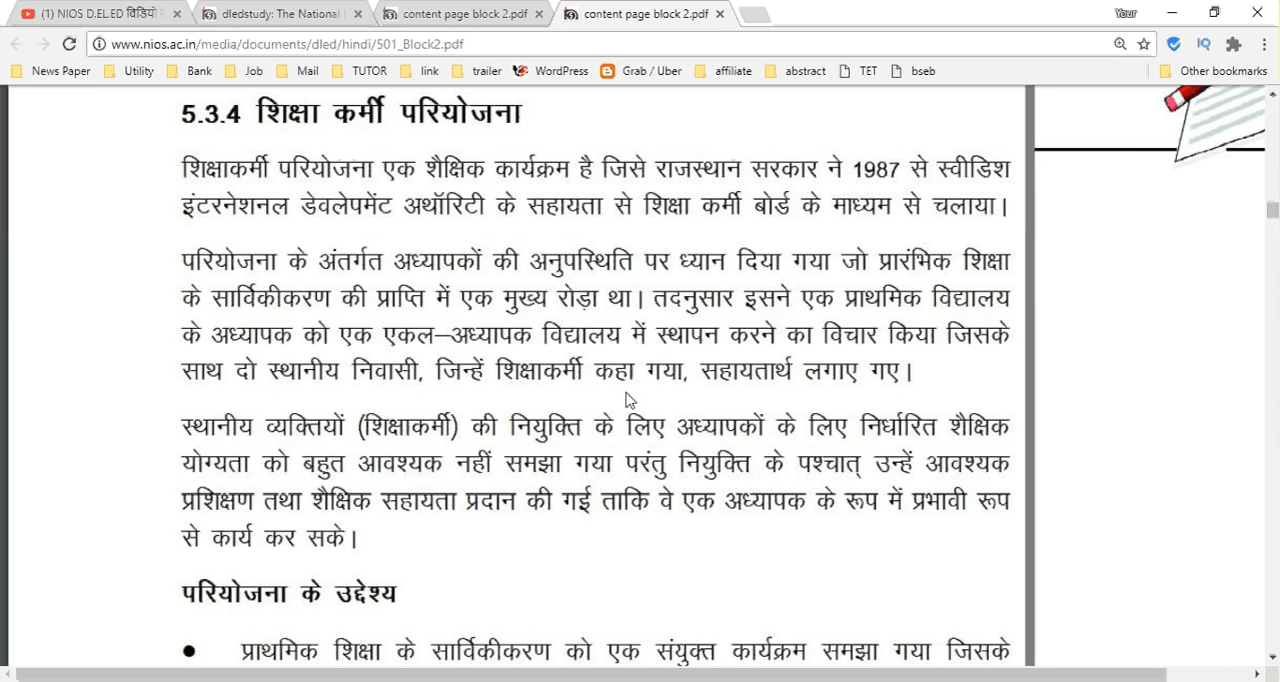 (1) NIOS D.EL.ED विडियो
dledstudy: The National
content page block 2.pdf
content page block 2.pdf
Your
www.nios.ac.in/media/documents/dled/hindi/501_Block2.pdf
News Paper Utility Bank Job Mail TUTOR link trailer WordPress Grab / Uber affiliate abstract TET bseb Other bookmarks
5.3.4 शिक्षा कर्मी परियोजना
शिक्षाकर्मी परियोजना एक शैक्षिक कार्यक्रम है जिसे राजस्थान सरकार ने 1987 से स्वीडिश
इंटरनेशनल डेवलेपमेंट अथॉरिटी के सहायता से शिक्षा कर्मी बोर्ड के माध्यम से चलाया।
परियोजना के अंतर्गत अध्यापकों की अनुपस्थिति पर ध्यान दिया गया जो प्रारंभिक शिक्षा
के सार्विकीकरण की प्राप्ति में एक मुख्य रोड़ा था। तदनुसार इसने एक प्राथमिक विद्यालय
के अध्यापक को एक एकल–अध्यापक विद्यालय में स्थापन करने का विचार किया जिसके
साथ दो स्थानीय निवासी, जिन्हें शिक्षाकर्मी कहा गया, सहायतार्थ लगाए गए।
स्थानीय व्यक्तियों (शिक्षाकर्मी) की नियुक्ति के लिए अध्यापकों के लिए निर्धारित शैक्षिक
योग्यता को बहुत आवश्यक नहीं समझा गया परंतु नियुक्ति के पश्चात् उन्हें आवश्यक
प्रशिक्षण तथा शैक्षिक सहायता प्रदान की गई ताकि वे एक अध्यापक के रूप में प्रभावी रूप
से कार्य कर सके।
परियोजना के उद्देश्य
● प्राथमिक शिक्षा के सार्विकीकरण को एक संयुक्त कार्यक्रम समझा गया जिसके